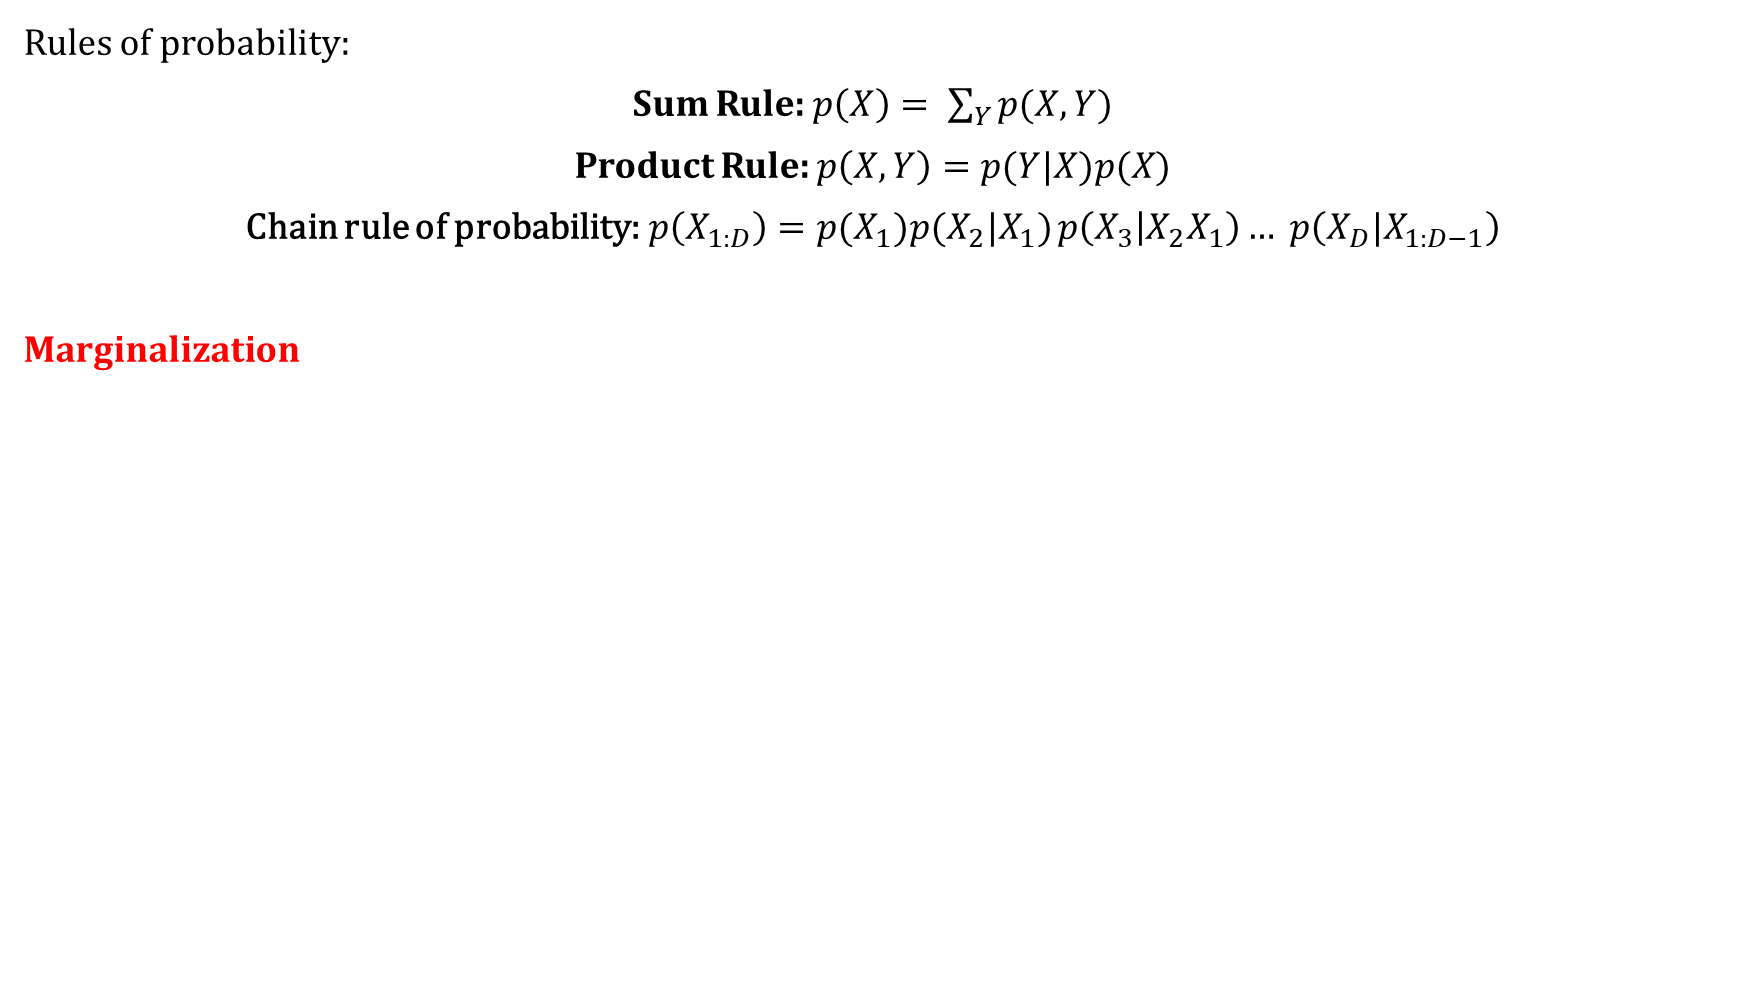 Rules of probability:
Sum Rule: p(X) = ∑_Y p(X, Y)
Product Rule: p(X, Y) = p(Y|X)p(X)
Chain rule of probability: p(X_{1:D}) = p(X_1)p(X_2|X_1)p(X_3|X_2X_1) … p(X_D|X_{1:D−1})
Marginalization